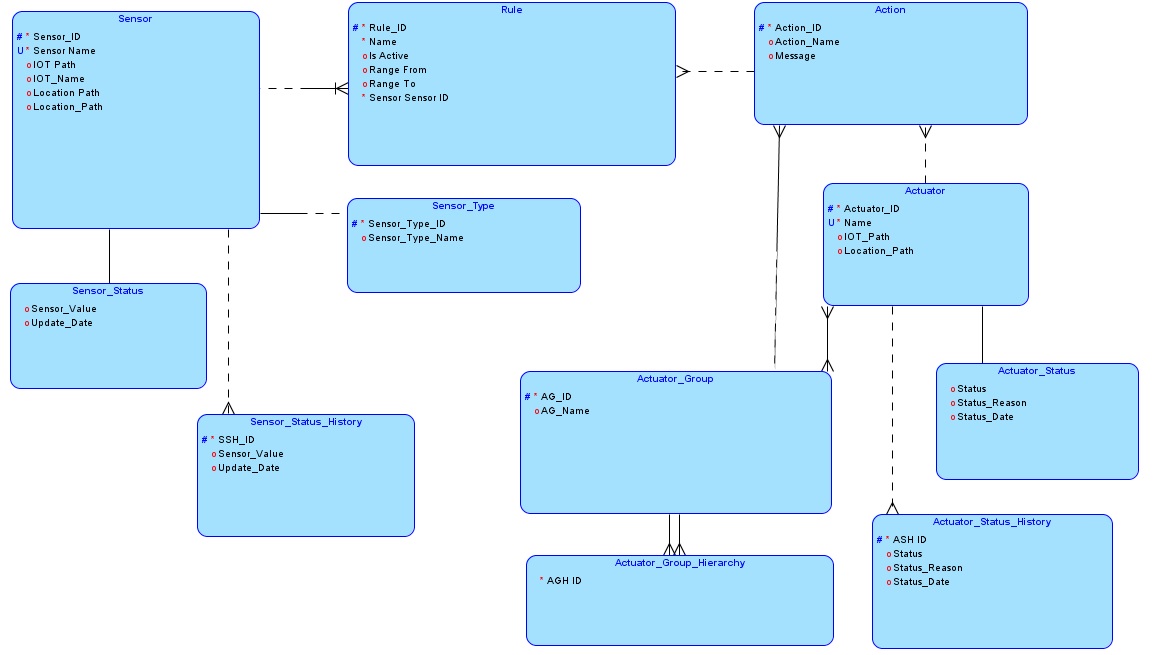 Sensor
# * Sensor_ID
U * Sensor Name
o IOT Path
o IOT_Name
o Location Path
o Location_Path
Rule
# * Rule_ID
* Name
o Is Active
o Range From
o Range To
* Sensor Sensor ID
Action
# * Action_ID
o Action_Name
o Message
Sensor_Type
# * Sensor_Type_ID
o Sensor_Type_Name
Actuator
# * Actuator_ID
U * Name
o IOT_Path
o Location_Path
Sensor_Status
o Sensor_Value
o Update_Date
Sensor_Status_History
# * SSH_ID
o Sensor_Value
o Update_Date
Actuator_Group
# * AG_ID
o AG_Name
Actuator_Status
o Status
o Status_Reason
o Status_Date
Actuator_Group_Hierarchy
* AGH ID
Actuator_Status_History
# * ASH ID
o Status
o Status_Reason
o Status_Date